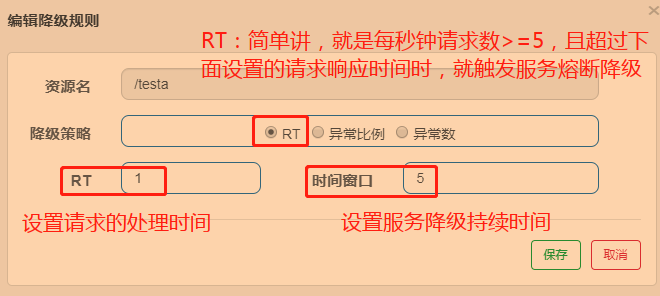 编辑降级规则
RT：简单讲，就是每秒钟请求数>=5，且超过下
面设置的请求响应时间时，就触发服务熔断降级
资源名 /testa
降级策略 RT 异常比例 异常数
RT 1 时间窗口 5
设置请求的处理时间 设置服务降级持续时间
保存 取消